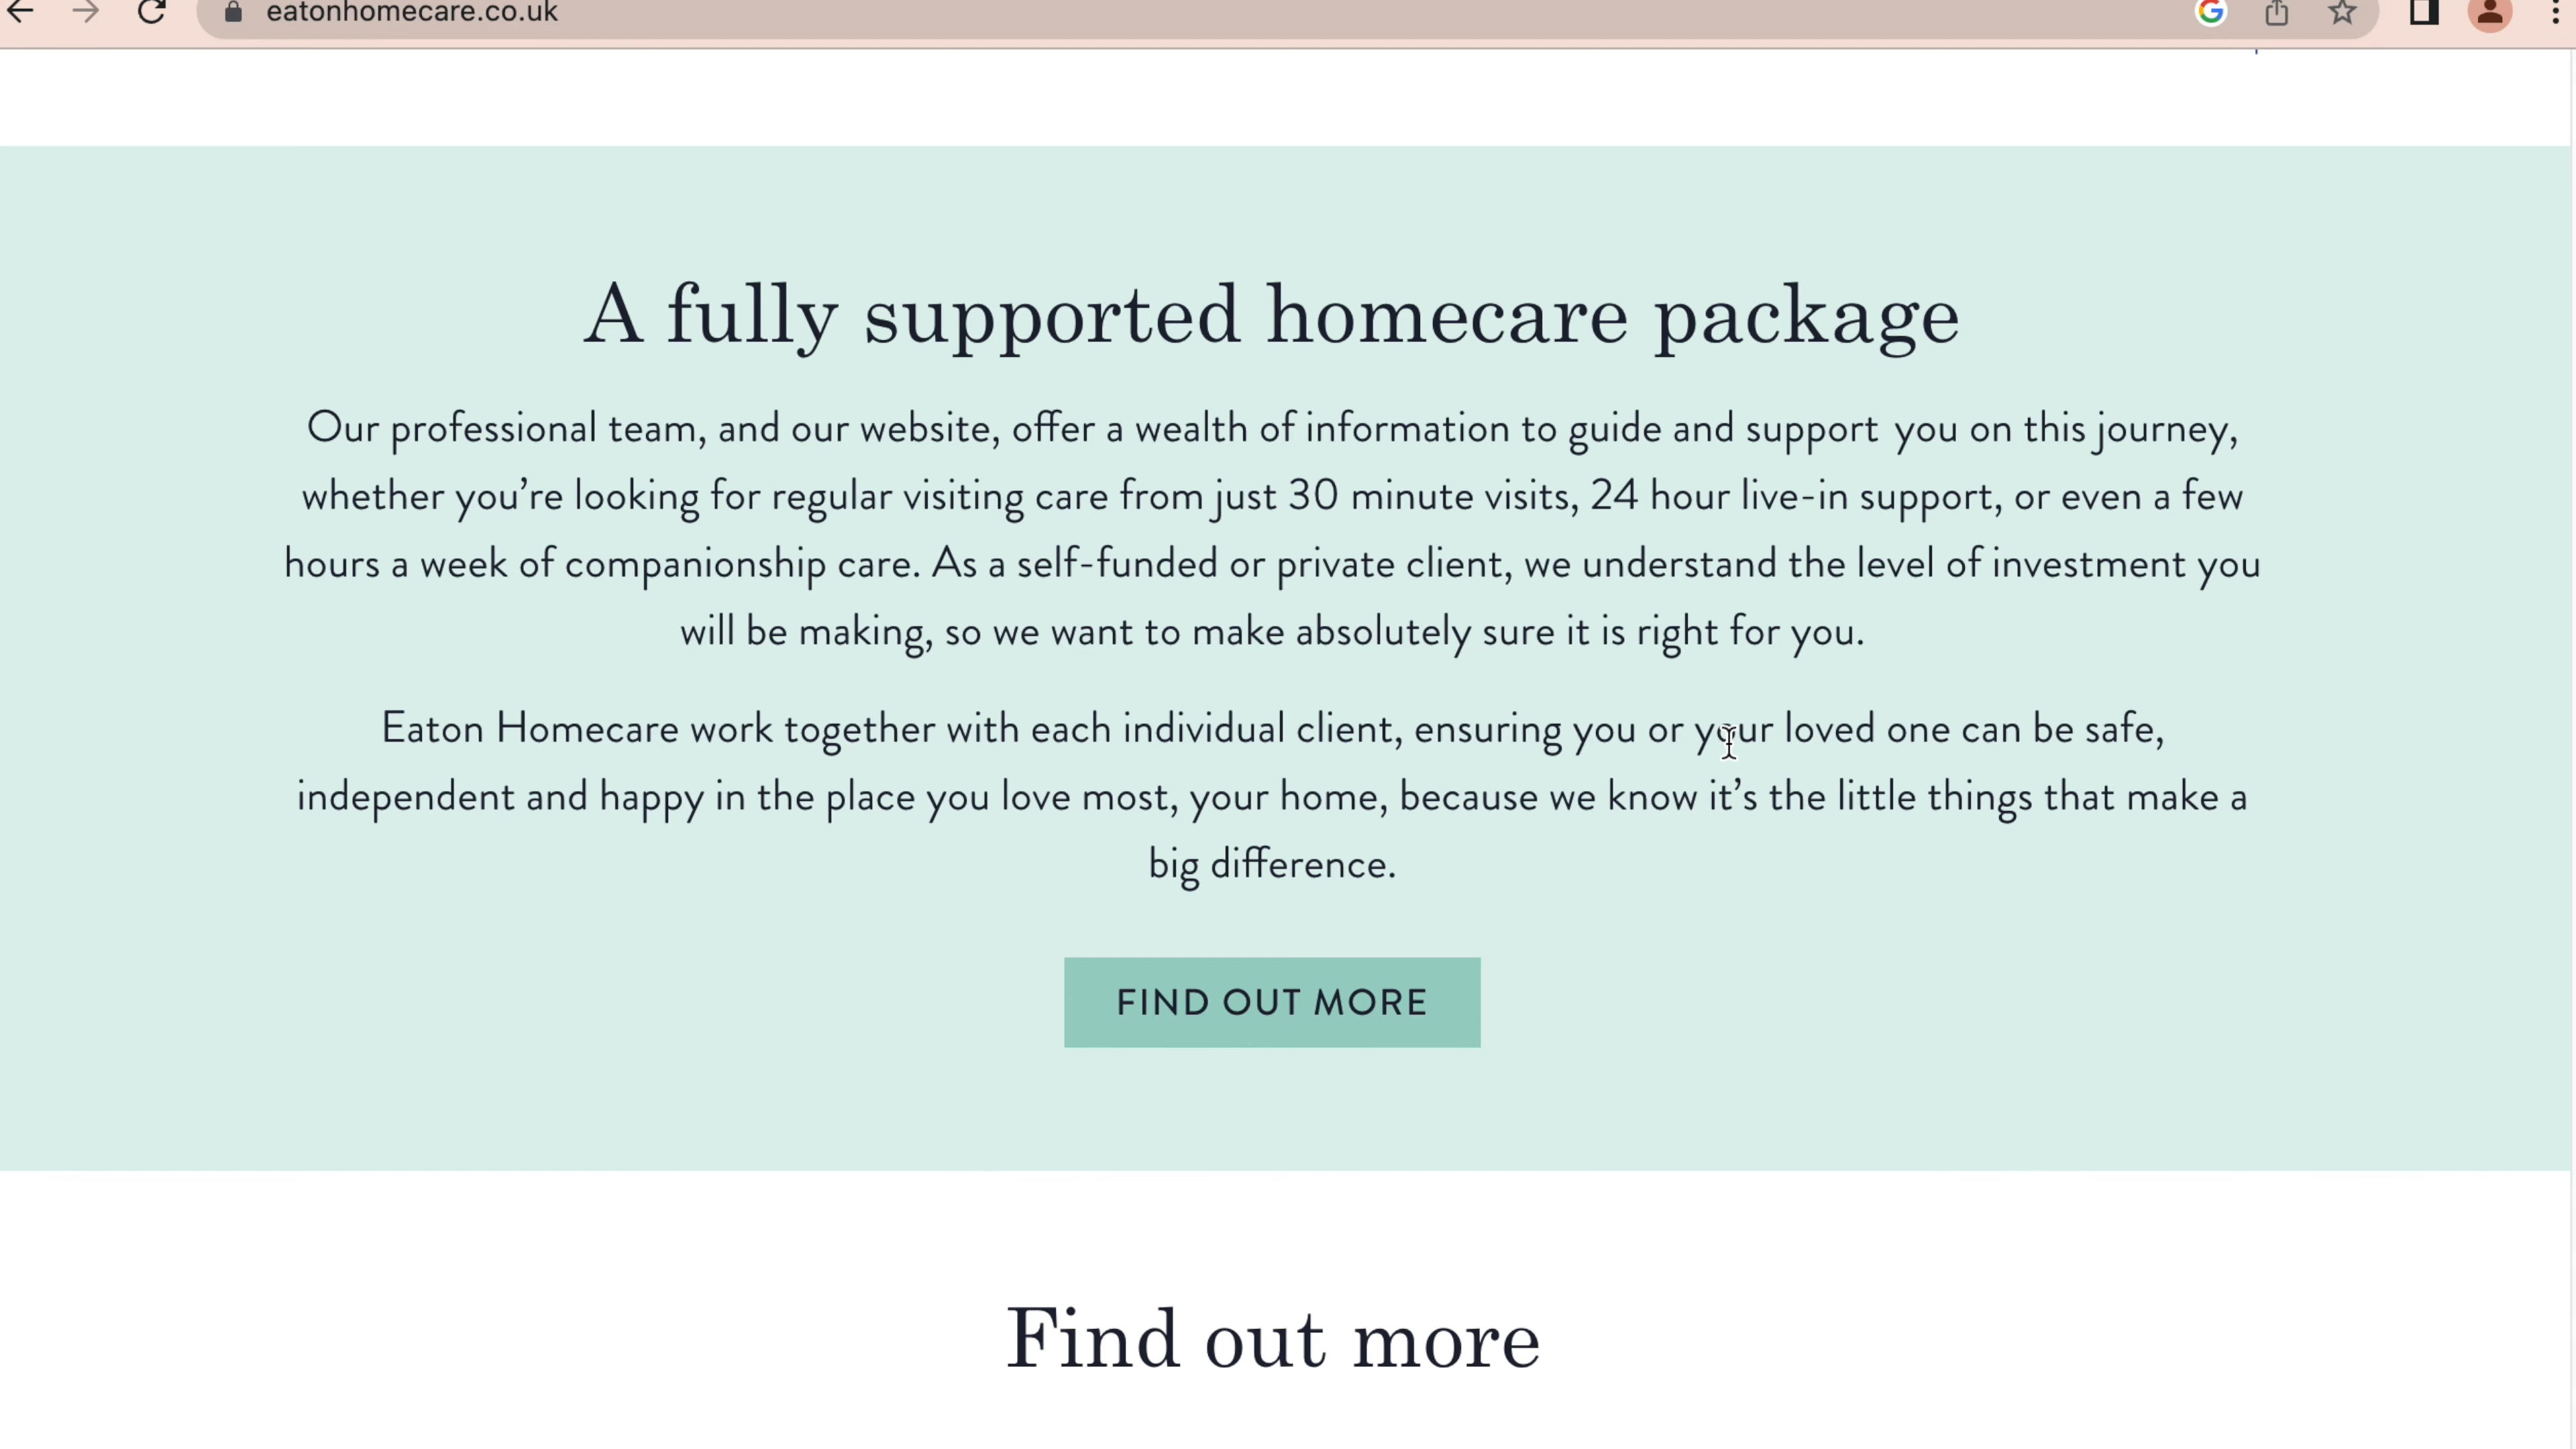 eatonhomecare.co.uk
A fully supported homecare package
Our professional team, and our website, offer a wealth of information to guide and support you on this journey,
whether you’re looking for regular visiting care from just 30 minute visits, 24 hour live-in support, or even a few
hours a week of companionship care. As a self-funded or private client, we understand the level of investment you
will be making, so we want to make absolutely sure it is right for you.
Eaton Homecare work together with each individual client, ensuring you or your loved one can be safe,
independent and happy in the place you love most, your home, because we know it’s the little things that make a
big difference.
FIND OUT MORE
Find out more